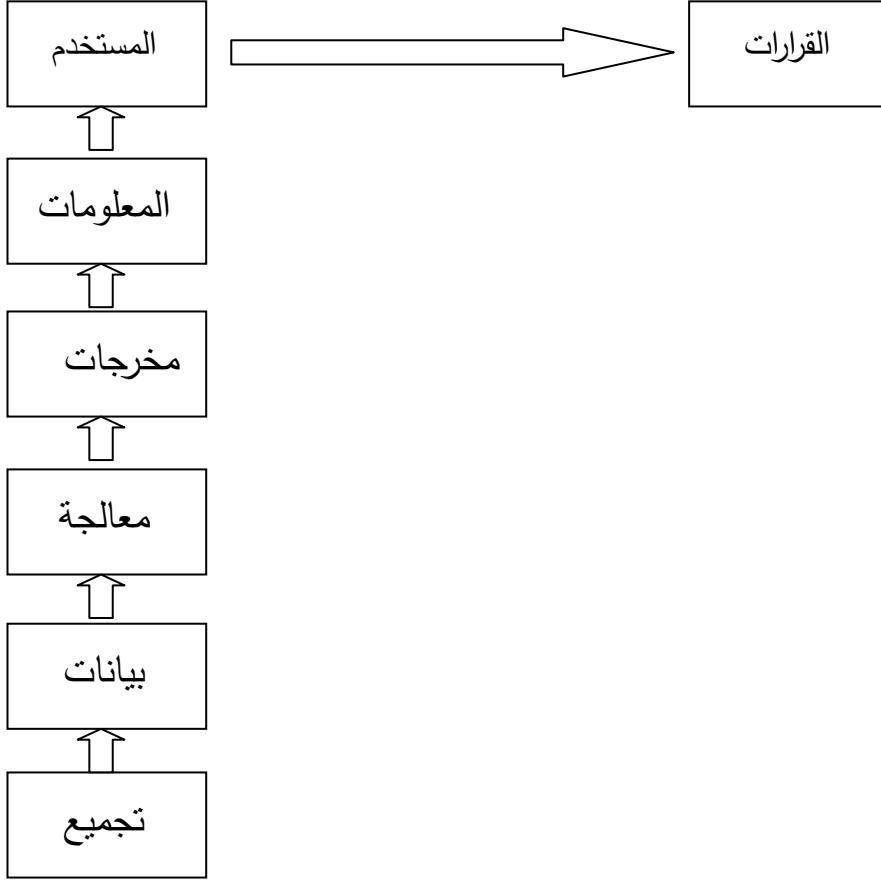 المستخدم
القرارات
المعلومات
مخرجات
معالجة
بيانات
تجميع